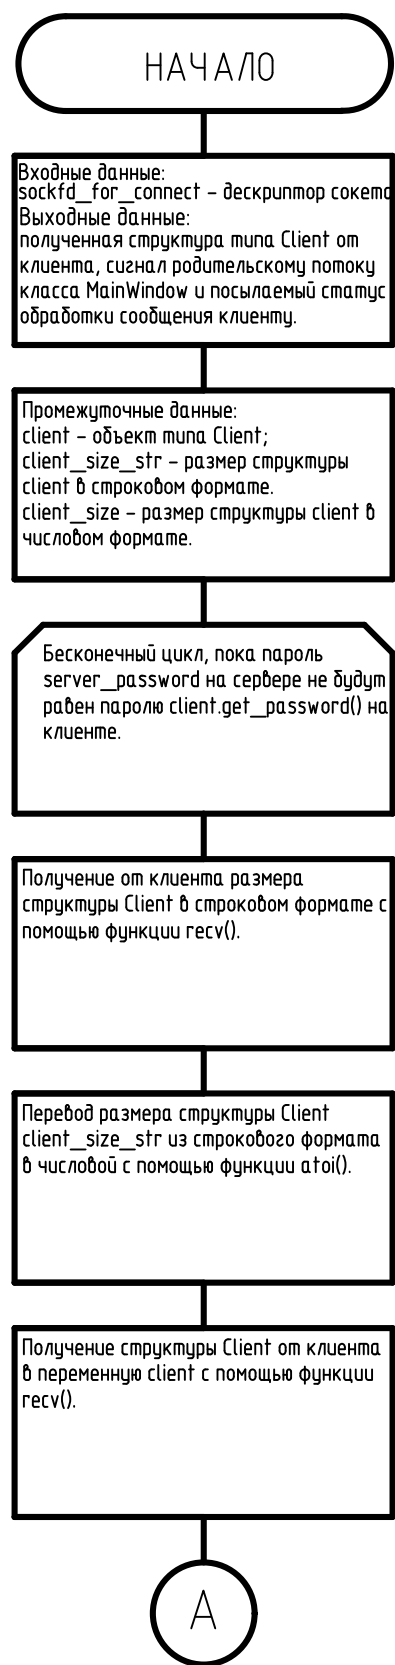 НАЧАЛО
Входные данные:
sockfd_for_connect – дескриптор сокета
Выходные данные:
полученная структура типа Client от
клиента, сигнал родительскому потоку
класса MainWindow и посылаемый статус
обработки сообщения клиенту.
Промежуточные данные:
client – объект типа Client;
client_size_str – размер структуры
client в строковом формате.
client_size – размер структуры client в
числовом формате.
Бесконечный цикл, пока пароль
server_password на сервере не будут
равен паролю client.get_password() на
клиенте.
Получение от клиента размера
структуры Client в строковом формате с
помощью функции recv().
Перевод размера структуры Client
client_size_str из строкового формата
в числовой с помощью функции atoi().
Получение структуры Client от клиента
в переменную client с помощью функции
recv().
А